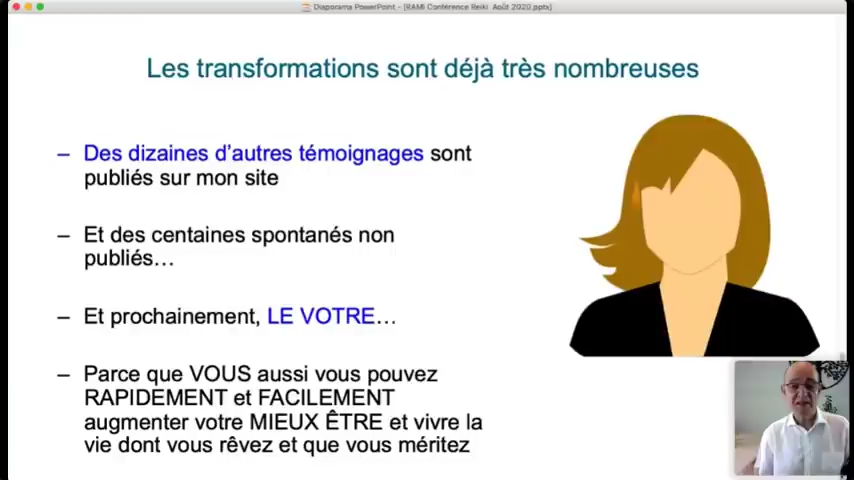 Diaporama PowerPoint - [RAMI Conférence Reiki Août 2020.pptx]
Les transformations sont déjà très nombreuses
– Des dizaines d'autres témoignages sont
publiés sur mon site
– Et des centaines spontanés non
publiés…
– Et prochainement, LE VOTRE…
– Parce que VOUS aussi vous pouvez
RAPIDEMENT et FACILEMENT
augmenter votre MIEUX ÊTRE et vivre la
vie dont vous rêvez et que vous méritez